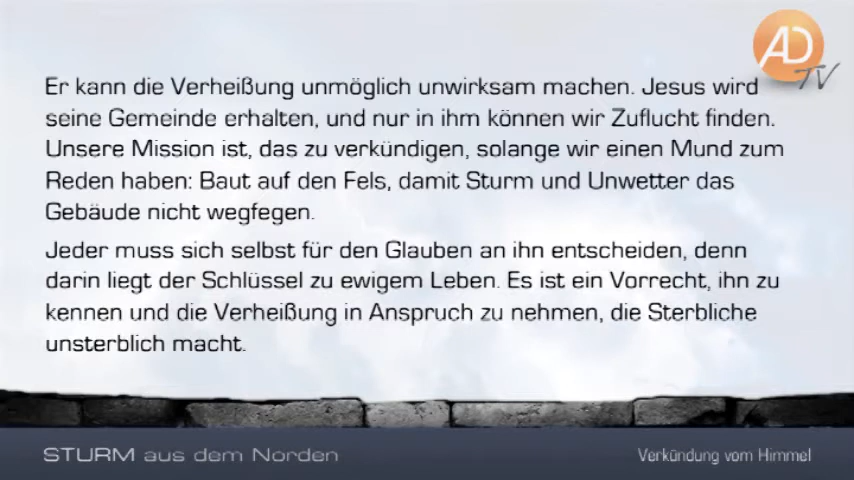 AD
TV
Er kann die Verheißung unmöglich unwirksam machen. Jesus wird
seine Gemeinde erhalten, und nur in ihm können wir Zuflucht finden.
Unsere Mission ist, das zu verkündigen, solange wir einen Mund zum
Reden haben: Baut auf den Fels, damit Sturm und Unwetter das
Gebäude nicht wegfegen.
Jeder muss sich selbst für den Glauben an ihn entscheiden, denn
darin liegt der Schlüssel zu ewigem Leben. Es ist ein Vorrecht, ihn zu
kennen und die Verheißung in Anspruch zu nehmen, die Sterbliche
unsterblich macht.
STURM aus dem Norden
Verkündung vom Himmel